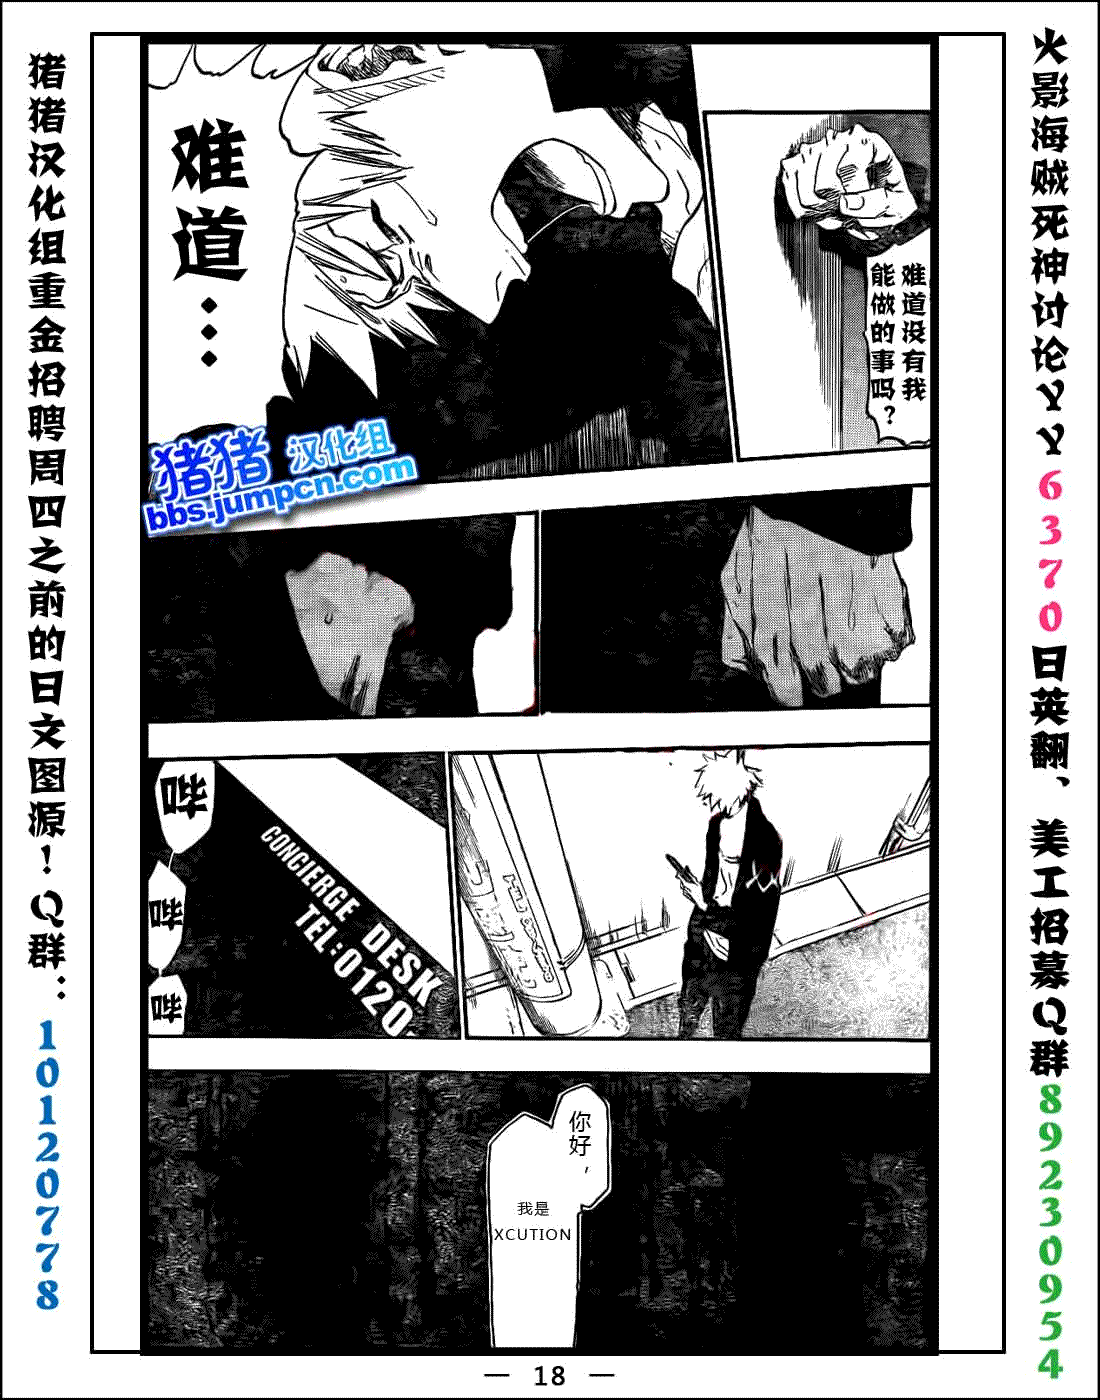 火影海贼死神讨论YY6370日英翻、美工招募Q群89230954
难道没有我
能做的事吗？
难道…
猪猪汉化组
bbs.jumpcn.com
CONCIERGE DESK
TEL:0120-
哔
哔
哔
你好，
我是
XCUTION
猪猪汉化组重金招聘周四之前的日文图源！Q群：101207778
— 18 —